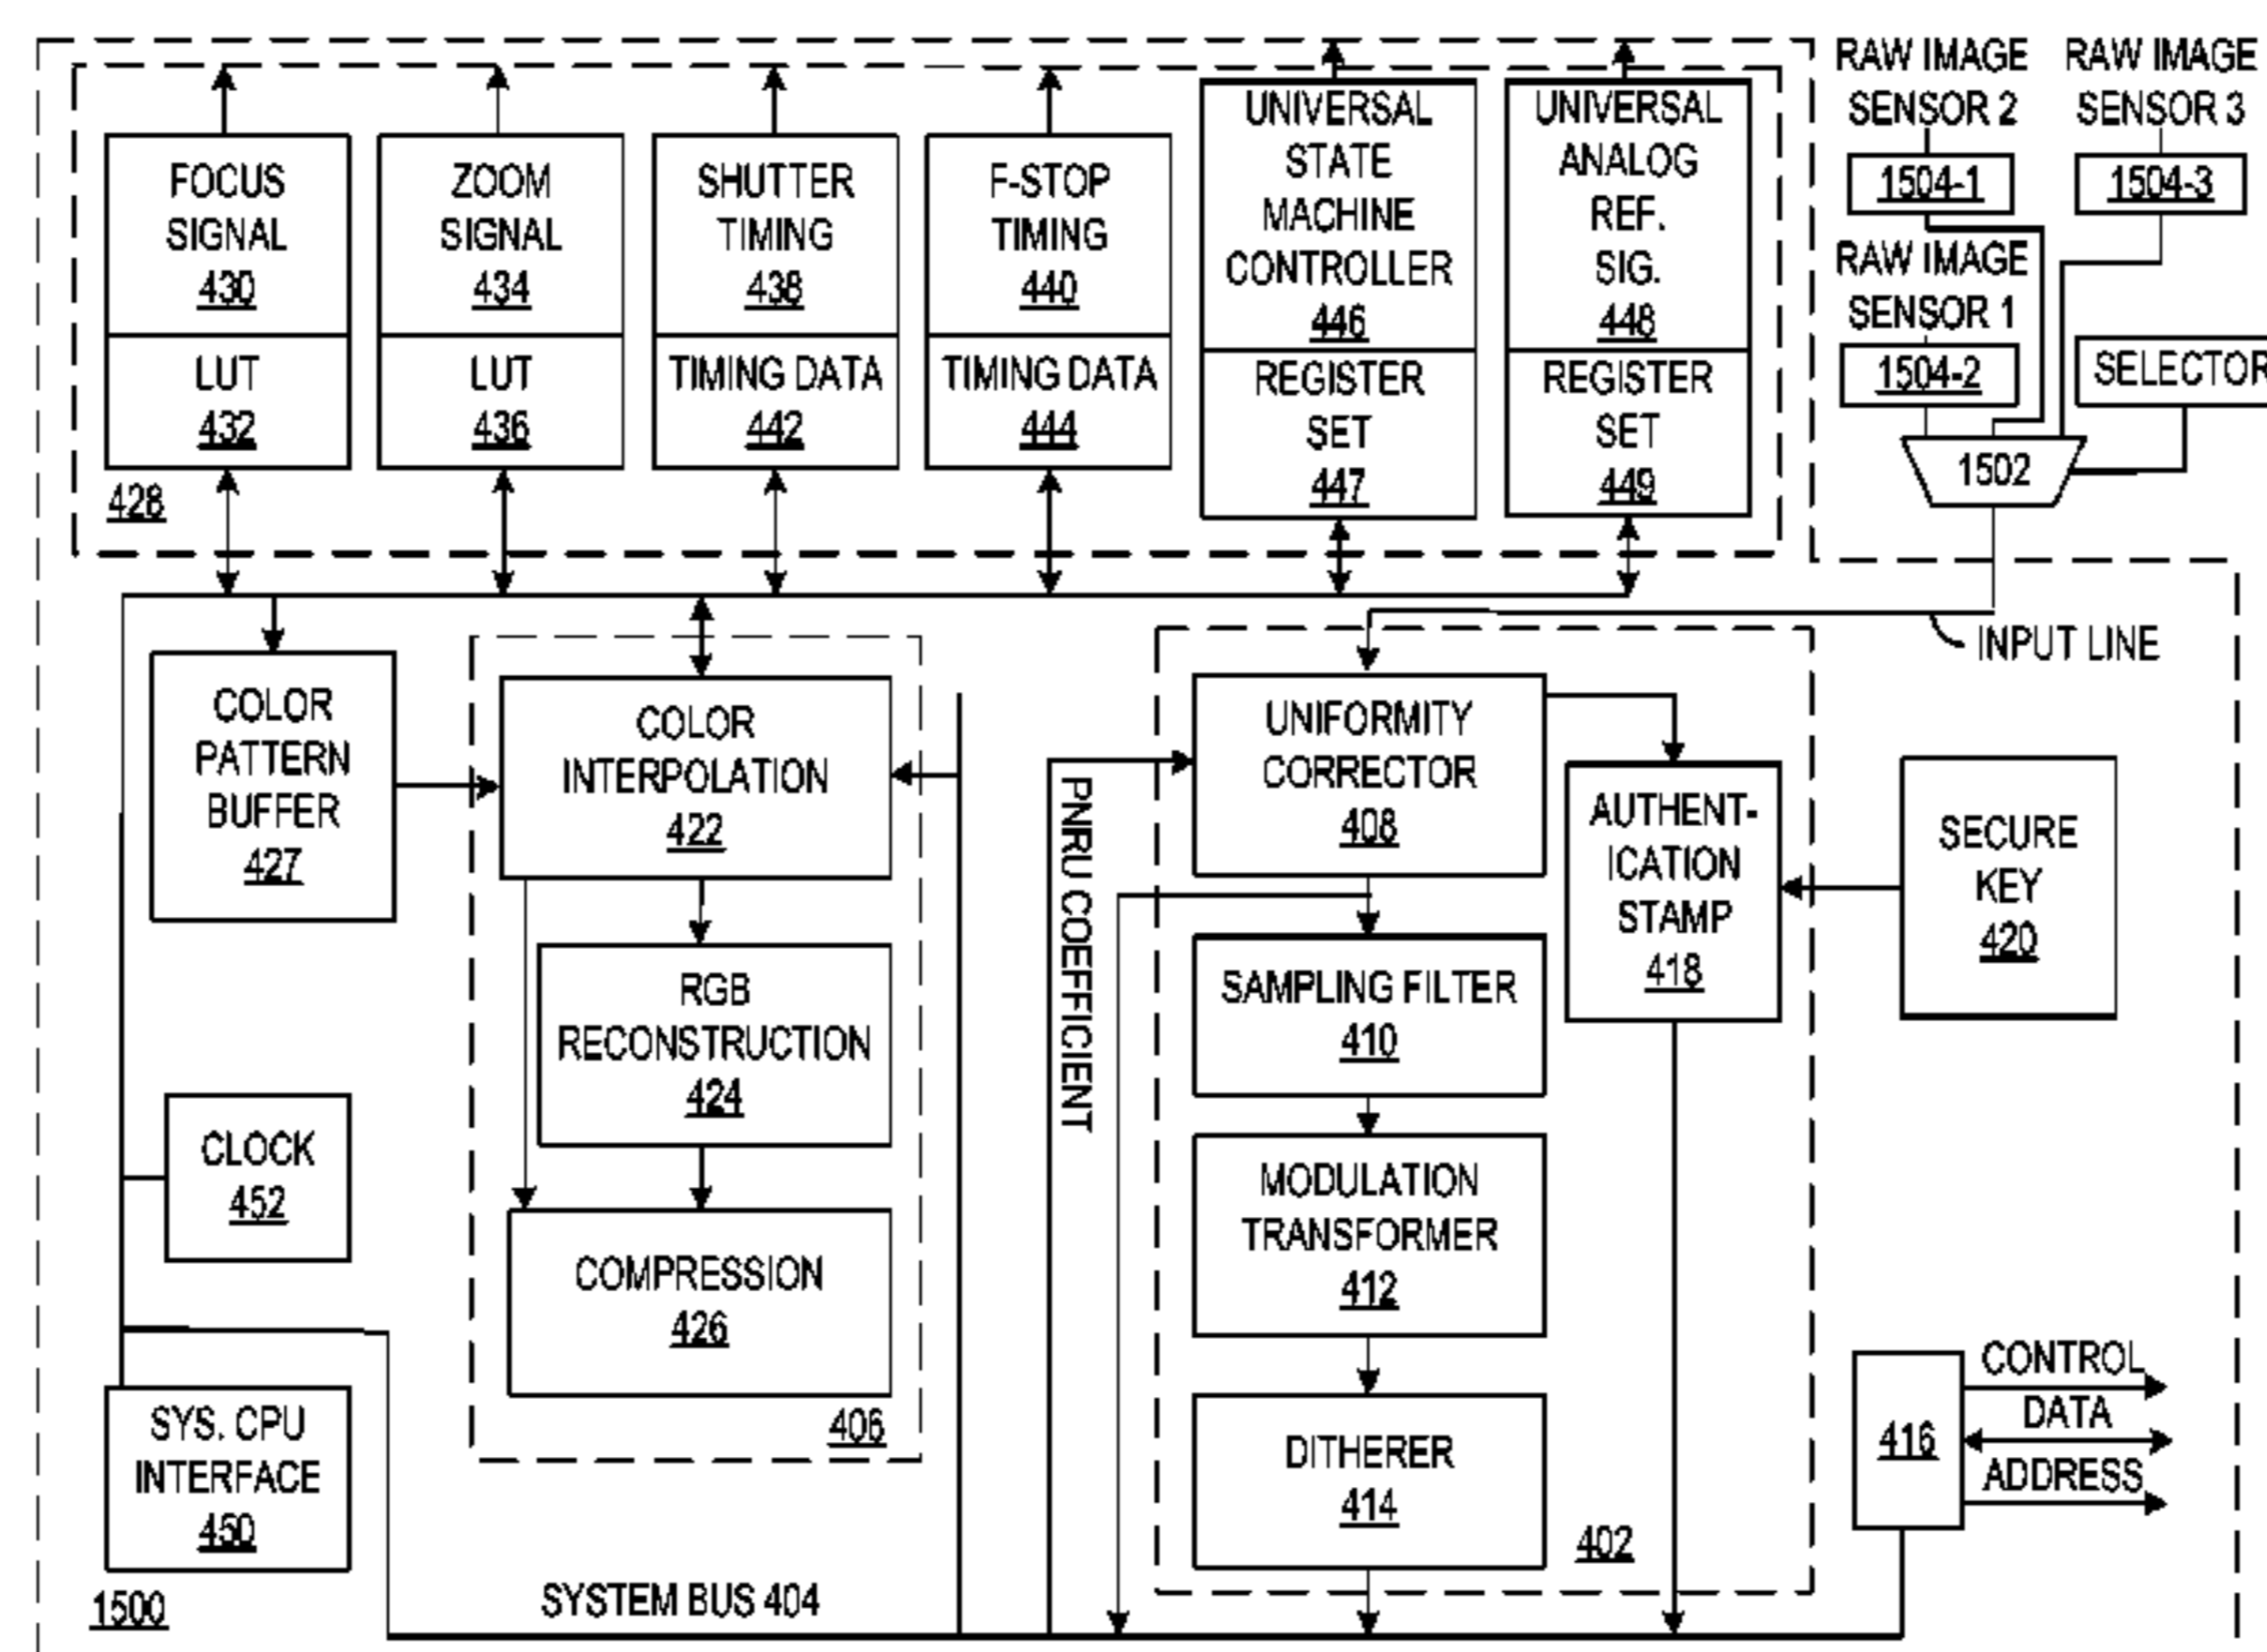 FOCUS
SIGNAL
430
LUT
432
ZOOM
SIGNAL
434
LUT
436
SHUTTER
TIMING
438
TIMING DATA
442
F-STOP
TIMING
440
TIMING DATA
444
UNIVERSAL
STATE
MACHINE
CONTROLLER
446
REGISTER
SET
447
UNIVERSAL
ANALOG
REF.
SIG.
448
REGISTER
SET
449
428
RAW IMAGE
SENSOR 2
1504-1
RAW IMAGE
SENSOR 3
1504-3
RAW IMAGE
SENSOR 1
1504-2
SELECTOR
1502
INPUT LINE
COLOR
PATTERN
BUFFER
427
COLOR
INTERPOLATION
422
RGB
RECONSTRUCTION
424
COMPRESSION
426
406
CLOCK
452
SYS. CPU
INTERFACE
450
1500
SYSTEM BUS 404
PNRU COEFFICIENT
UNIFORMITY
CORRECTOR
408
SAMPLING FILTER
410
MODULATION
TRANSFORMER
412
DITHERER
414
402
AUTHENT-
ICATION
STAMP
418
SECURE
KEY
420
416
CONTROL
DATA
ADDRESS